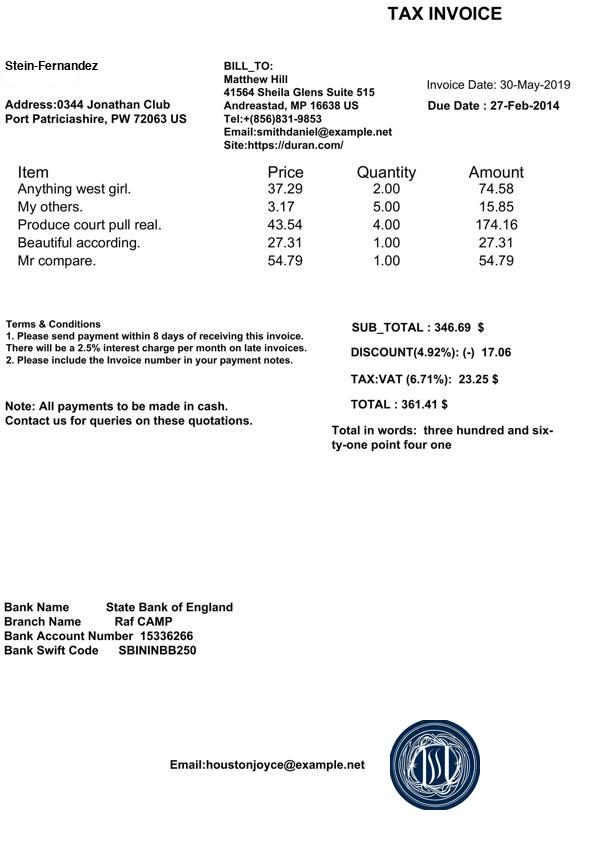 TAX INVOICE
Stein-Fernandez
Address:0344 Jonathan Club
Port Patriciashire, PW 72063 US
BILL_TO:
Matthew Hill
41564 Sheila Glens Suite 515
Andreastad, MP 16638 US
Tel:+(856)831-9853
Email:smithdaniel@example.net
Site:https://duran.com/
Invoice Date: 30-May-2019
Due Date : 27-Feb-2014
Item Price Quantity Amount
Anything west girl. 37.29 2.00 74.58
My others. 3.17 5.00 15.85
Produce court pull real. 43.54 4.00 174.16
Beautiful according. 27.31 1.00 27.31
Mr compare. 54.79 1.00 54.79
Terms & Conditions
1. Please send payment within 8 days of receiving this invoice.
There will be a 2.5% interest charge per month on late invoices.
2. Please include the Invoice number in your payment notes.
Note: All payments to be made in cash.
Contact us for queries on these quotations.
SUB_TOTAL : 346.69 $
DISCOUNT(4.92%): (-) 17.06
TAX:VAT (6.71%): 23.25 $
TOTAL : 361.41 $
Total in words: three hundred and six-
ty-one point four one
Bank Name State Bank of England
Branch Name Raf CAMP
Bank Account Number 15336266
Bank Swift Code SBININBB250
Email:houstonjoyce@example.net